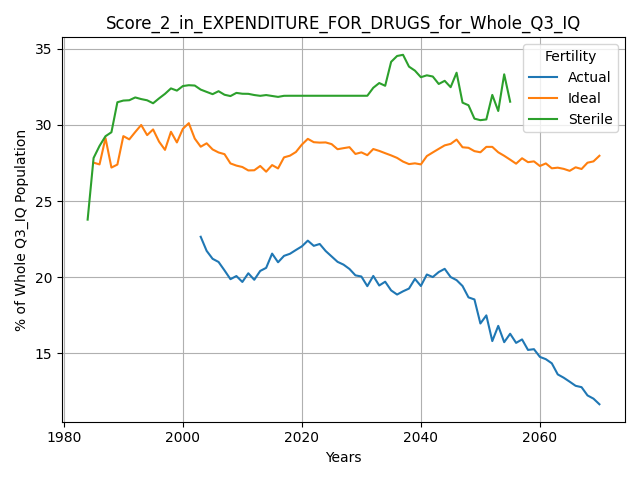 Score_2_in_EXPENDITURE_FOR_DRUGS_for_Whole_Q3_IQ
% of Whole Q3_IQ Population
35
30
25
20
15
Fertility
Actual
Ideal
Sterile
1980
2000
2020
2040
2060
Years